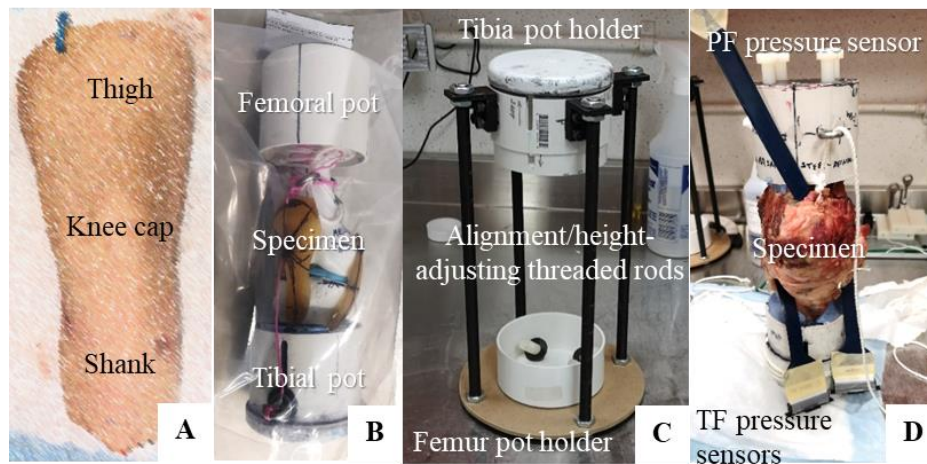 Thigh
Knee cap
Shank
A
Femoral pot
Specimen
Tibial pot
B
Tibia pot holder
Alignment/height-
adjusting threaded rods
Femur pot holder
C
PF pressure sensor
Specimen
TF pressure
sensors
D